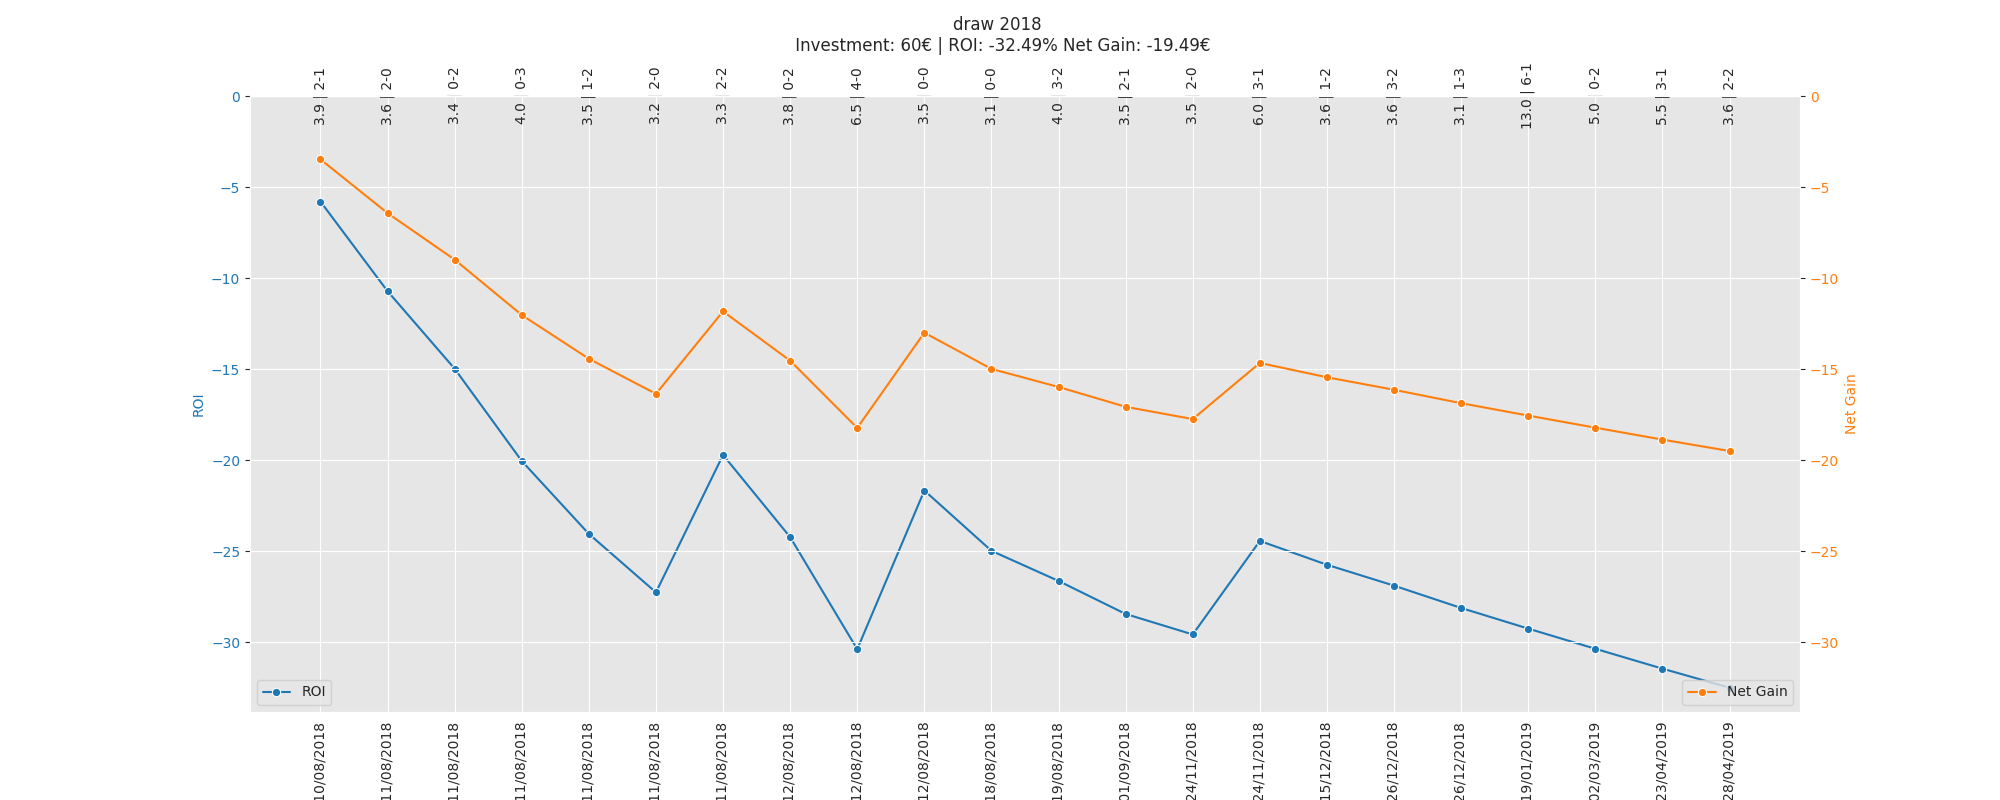 draw 2018
Investment: 60€ | ROI: -32.49% Net Gain: -19.49€
3.9 | 2-1
3.6 | 2-0
3.4 0-2
4.0 0-3
3.5 | 1-2
3.2 2-0
3.3 2-2
3.8 | 0-2
6.5 | 4-0
3.5 0-0
3.1 | 0-0
4.0 3-2
3.5 | 2-1
3.5 2-0
6.0 | 3-1
3.6 | 1-2
3.6 | 3-2
3.1 | 1-3
13.0 | 6-1
5.0 0-2
5.5 | 3-1
3.6 | 2-2
0
−5
−10
−15
−20
−25
−30
ROI
0
−5
−10
−15
−20
−25
−30
Net Gain
ROI
Net Gain
10/08/2018
11/08/2018
11/08/2018
11/08/2018
11/08/2018
11/08/2018
11/08/2018
12/08/2018
12/08/2018
12/08/2018
18/08/2018
19/08/2018
01/09/2018
24/11/2018
24/11/2018
15/12/2018
26/12/2018
26/12/2018
19/01/2019
02/03/2019
23/04/2019
28/04/2019